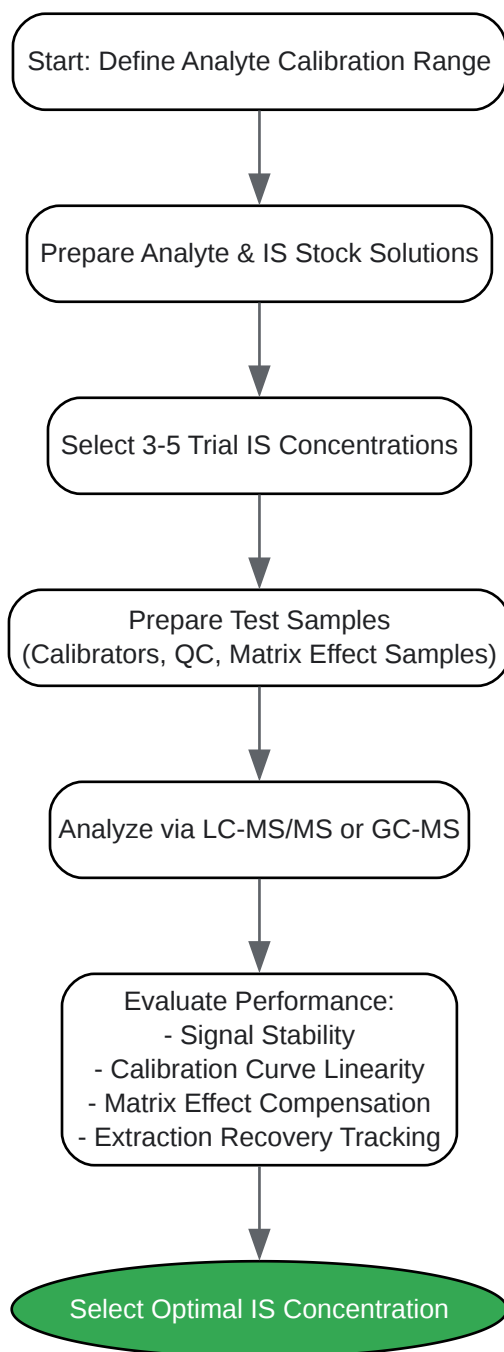 Start: Define Analyte Calibration Range
Prepare Analyte & IS Stock Solutions
Select 3-5 Trial IS Concentrations
Prepare Test Samples
(Calibrators, QC, Matrix Effect Samples)
Analyze via LC-MS/MS or GC-MS
Evaluate Performance:
- Signal Stability
- Calibration Curve Linearity
- Matrix Effect Compensation
- Extraction Recovery Tracking
Select Optimal IS Concentration